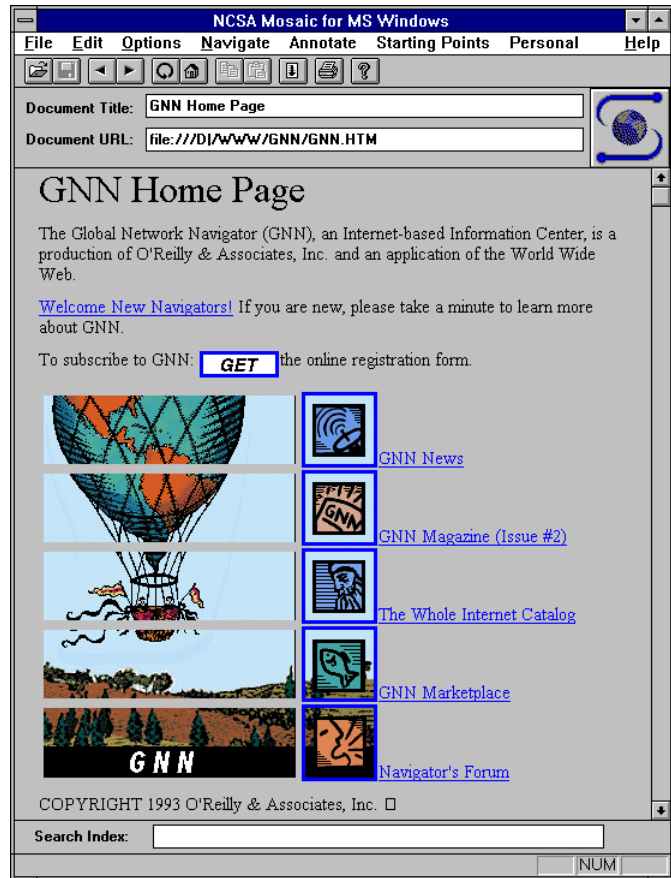 NCSA Mosaic for MS Windows
File Edit Options Navigate Annotate Starting Points Personal Help
Document Title: GNN Home Page
Document URL: file:///D|/WWW/GNN/GNN.HTM
GNN Home Page
The Global Network Navigator (GNN), an Internet-based Information Center, is a
production of O'Reilly & Associates, Inc. and an application of the World Wide
Web.
Welcome New Navigators! If you are new, please take a minute to learn more
about GNN.
To subscribe to GNN: GET the online registration form.
GNN News
GNN
GNN Magazine (Issue #2)
The Whole Internet Catalog
GNN Marketplace
GNN
Navigator's Forum
COPYRIGHT 1993 O'Reilly & Associates, Inc. □
Search Index:
NUM